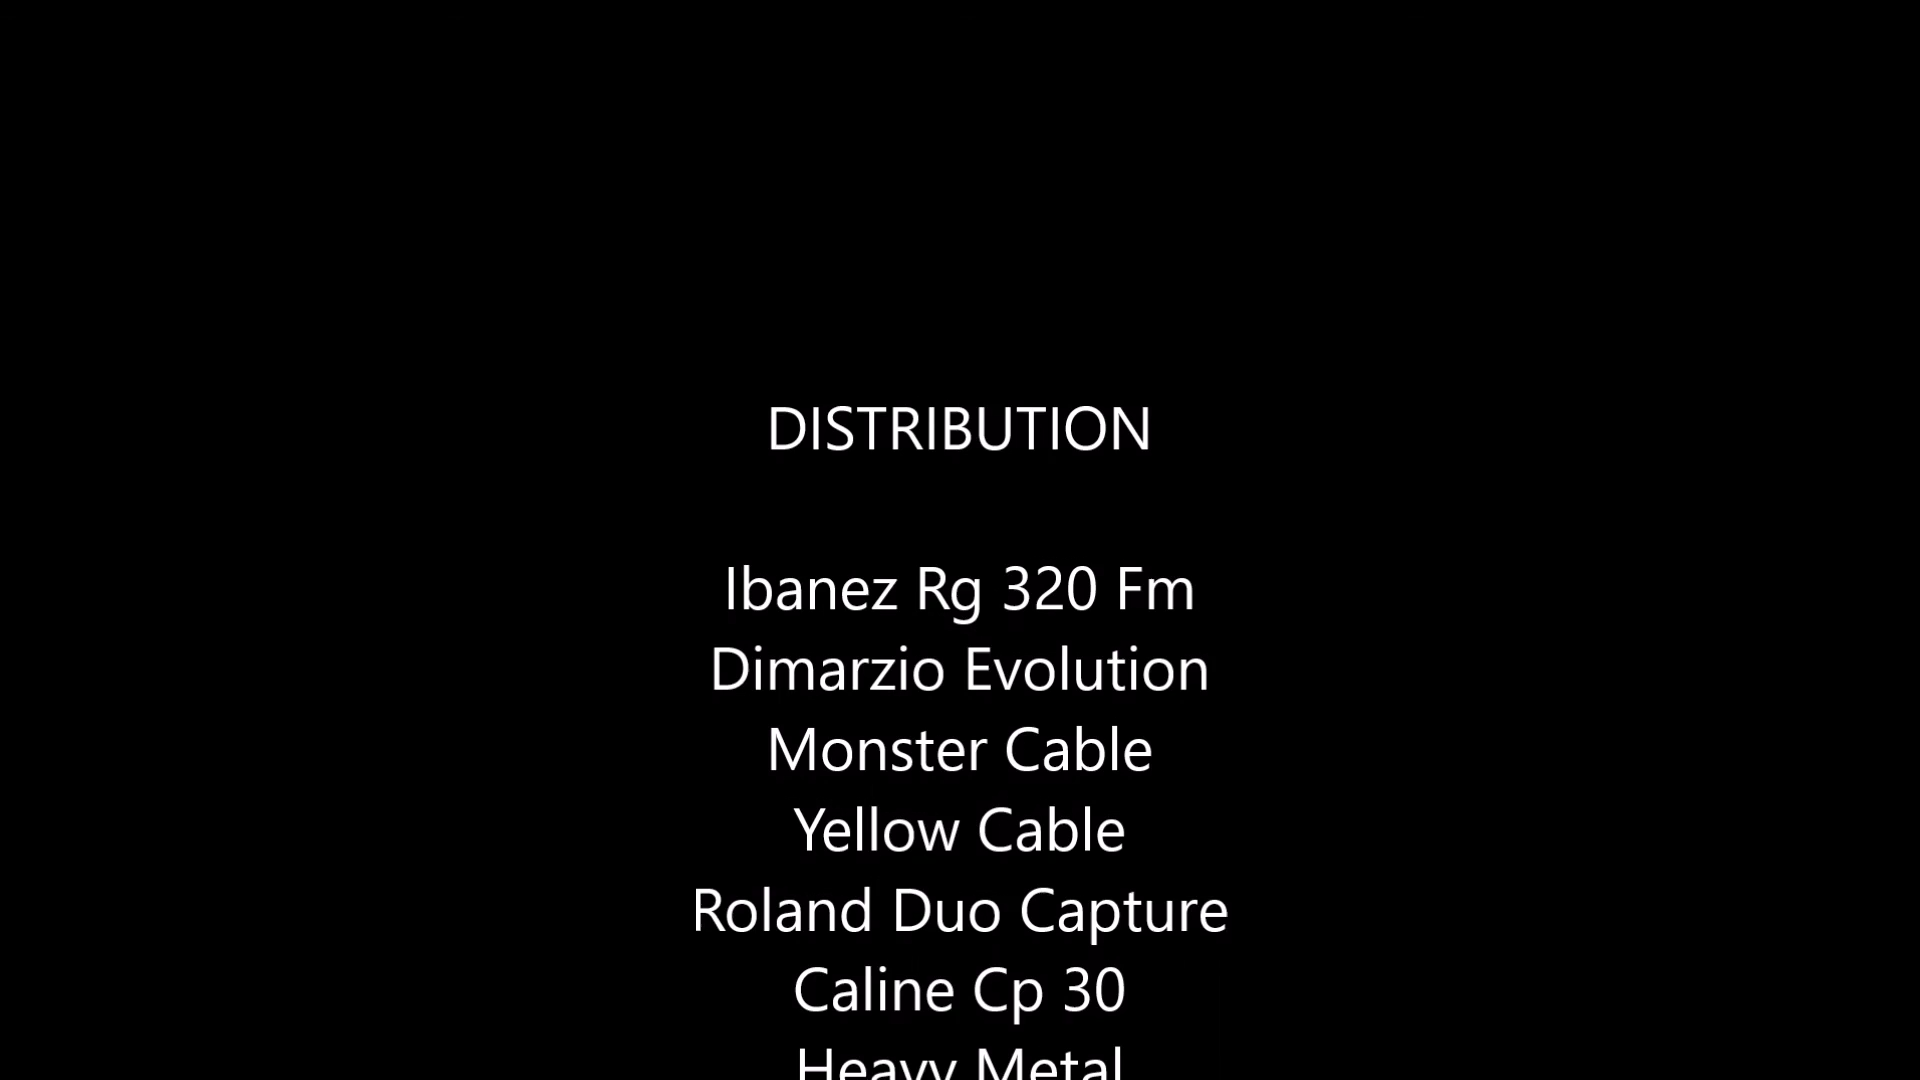 DISTRIBUTION
Ibanez Rg 320 Fm
Dimarzio Evolution
Monster Cable
Yellow Cable
Roland Duo Capture
Caline Cp 30
Heavy Metal